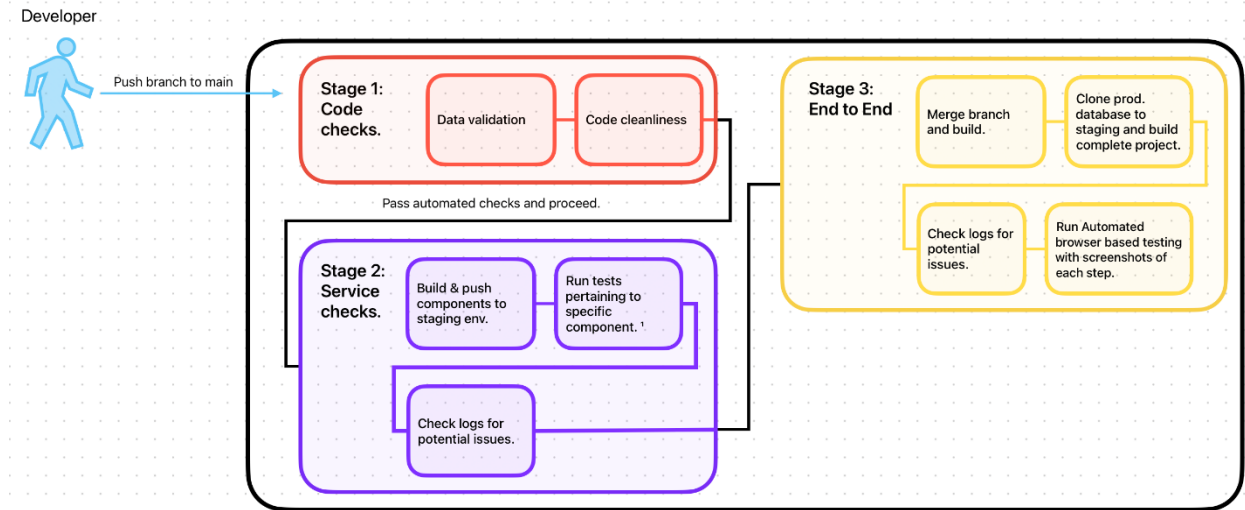 Developer
Push branch to main
Stage 1:
Code
checks.
Data validation
Code cleanliness
Pass automated checks and proceed.
Stage 2:
Service
checks.
Build & push
components to
staging env.
Run tests
pertaining to
specific
component. ¹
Check logs for
potential issues.
Stage 3:
End to End
Merge branch
and build.
Clone prod.
database to
staging and build
complete project.
Check logs for
potential
issues.
Run Automated
browser based testing
with screenshots of
each step.